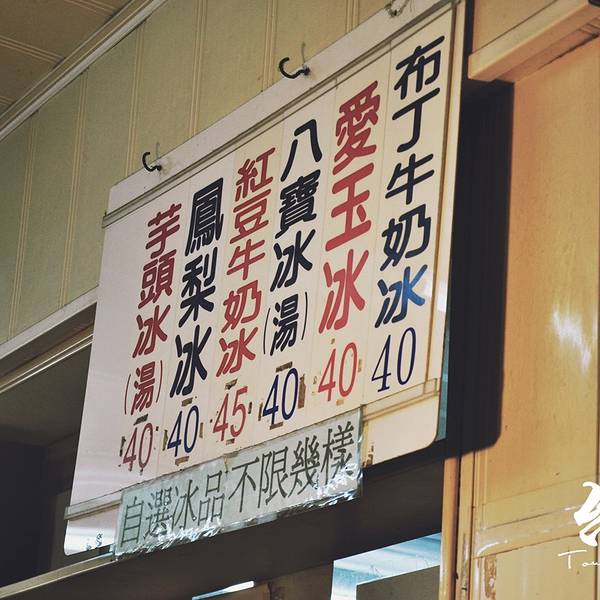 布丁牛奶冰 40
愛玉冰 40
八寶冰(湯) 40
紅豆牛奶冰 45
鳳梨冰 40
芋頭冰(湯) 40
自選冰品 不限幾樣